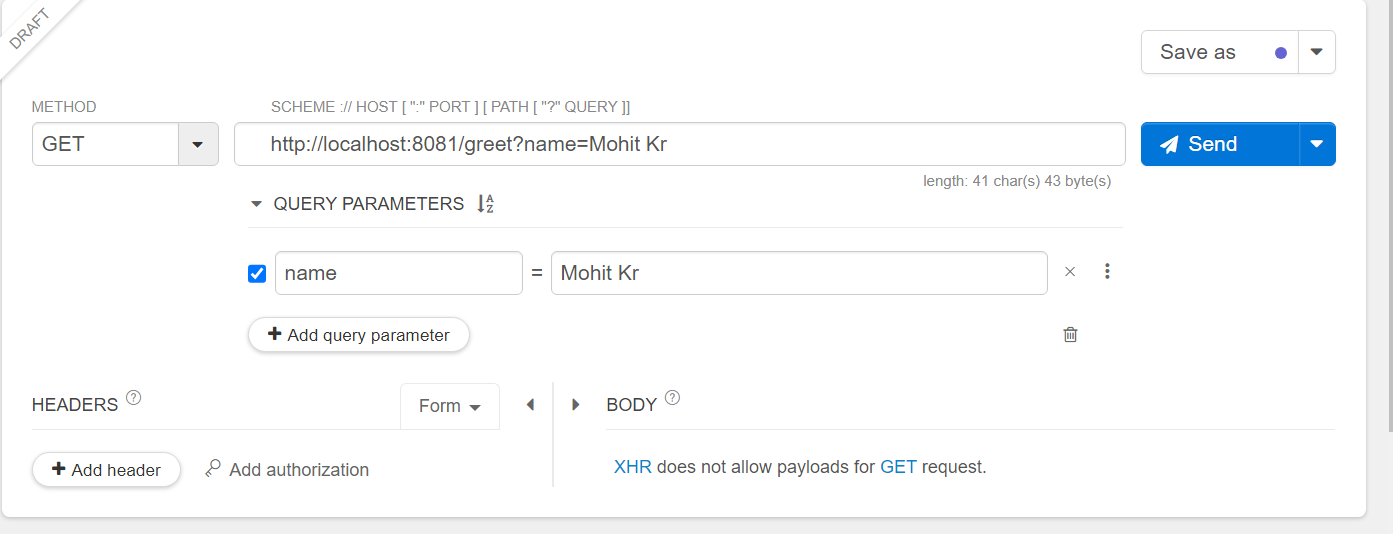 DRAFT
Save as
METHOD
SCHEME :// HOST [ ":" PORT ] [ PATH [ "?" QUERY ]]
GET
http://localhost:8081/greet?name=Mohit Kr
Send
length: 41 char(s) 43 byte(s)
QUERY PARAMETERS
name = Mohit Kr ×
+ Add query parameter
HEADERS ?
Form
BODY ?
+ Add header
Add authorization
XHR does not allow payloads for GET request.